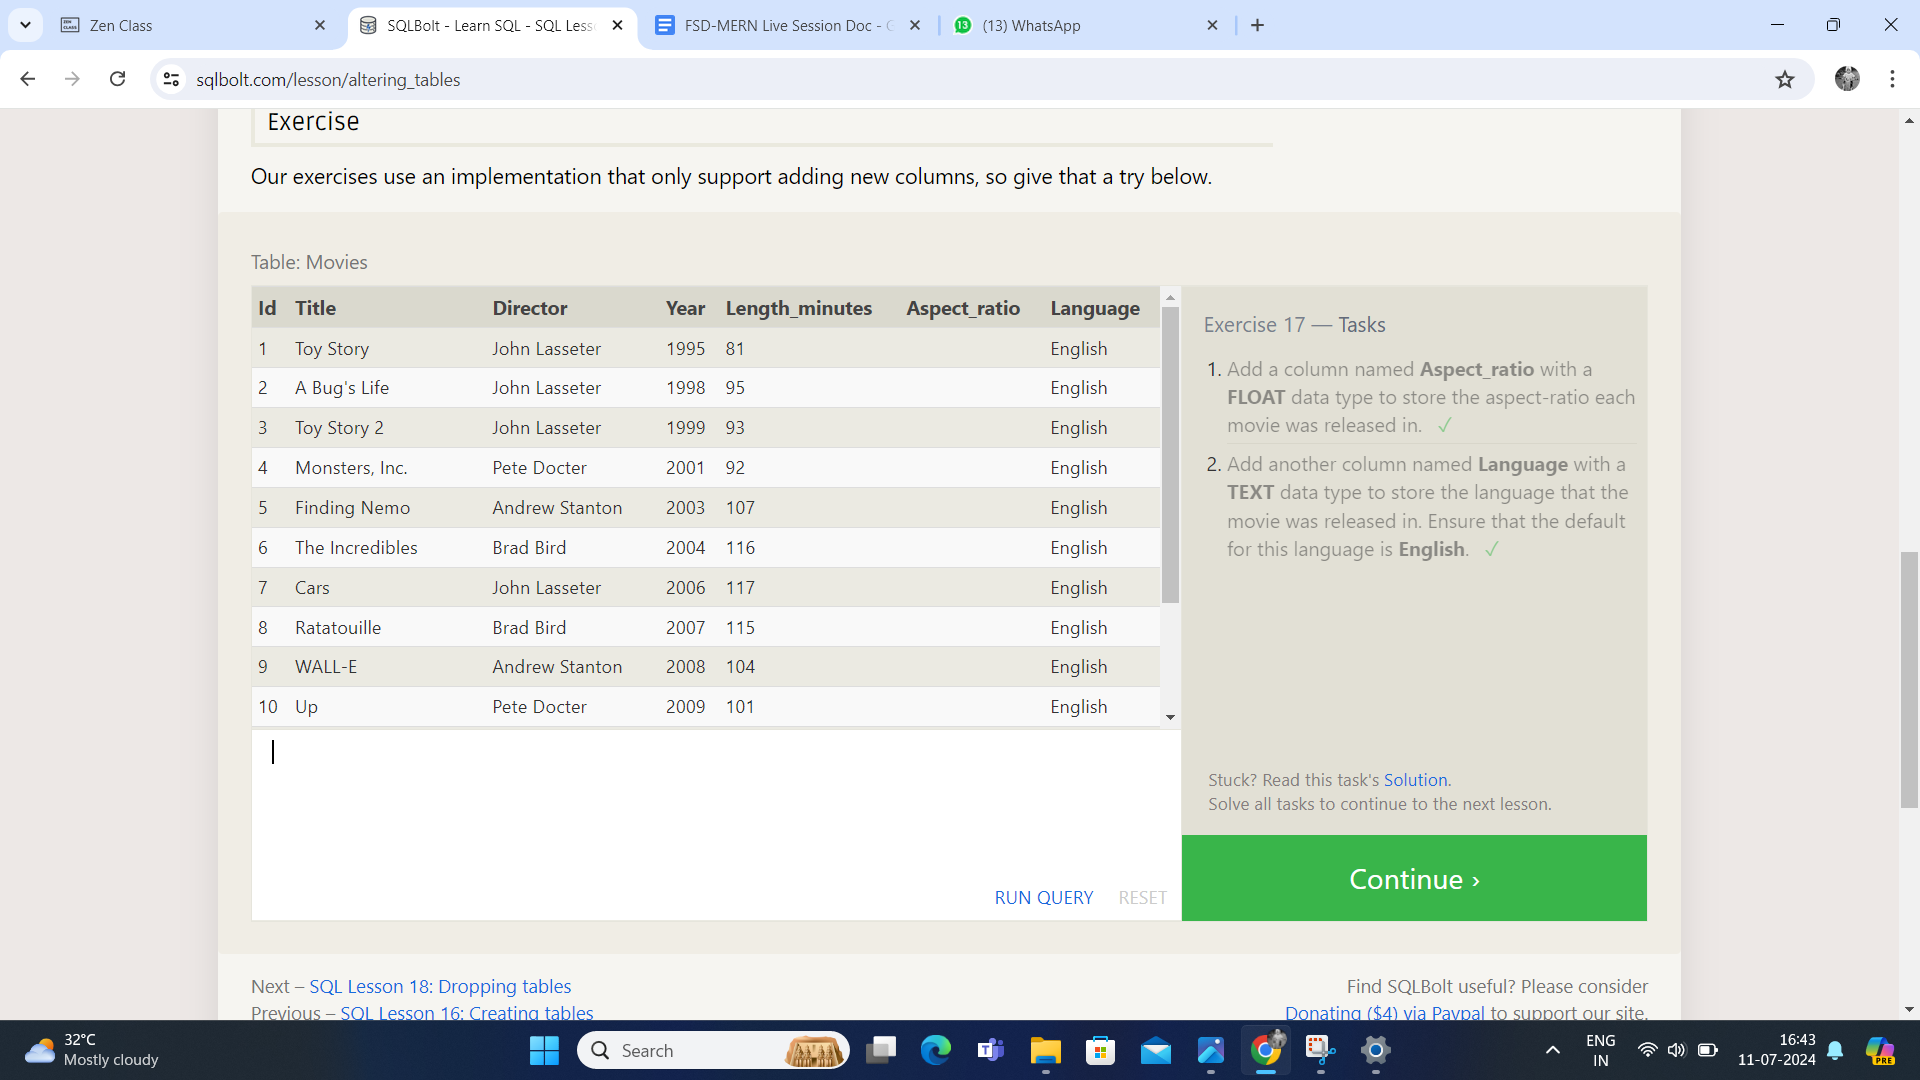 Zen Class
SQLBolt - Learn SQL - SQL Less
FSD-MERN Live Session Doc - G
13
(13) WhatsApp
sqlbolt.com/lesson/altering_tables
Exercise
Our exercises use an implementation that only support adding new columns, so give that a try below.
Table: Movies
Id Title Director Year Length_minutes Aspect_ratio Language
1 Toy Story John Lasseter 1995 81 English
2 A Bug's Life John Lasseter 1998 95 English
3 Toy Story 2 John Lasseter 1999 93 English
4 Monsters, Inc. Pete Docter 2001 92 English
5 Finding Nemo Andrew Stanton 2003 107 English
6 The Incredibles Brad Bird 2004 116 English
7 Cars John Lasseter 2006 117 English
8 Ratatouille Brad Bird 2007 115 English
9 WALL-E Andrew Stanton 2008 104 English
10 Up Pete Docter 2009 101 English
RUN QUERY RESET
Exercise 17 — Tasks
1. Add a column named Aspect_ratio with a
FLOAT data type to store the aspect-ratio each
movie was released in. ✓
2. Add another column named Language with a
TEXT data type to store the language that the
movie was released in. Ensure that the default
for this language is English. ✓
Stuck? Read this task's Solution.
Solve all tasks to continue to the next lesson.
Continue ›
Next – SQL Lesson 18: Dropping tables
Previous – SQL Lesson 16: Creating tables
Find SQLBolt useful? Please consider
Donating ($4) via Paypal to support our site.
32°C
Mostly cloudy
Search
ENG
IN
16:43
11-07-2024
PRE